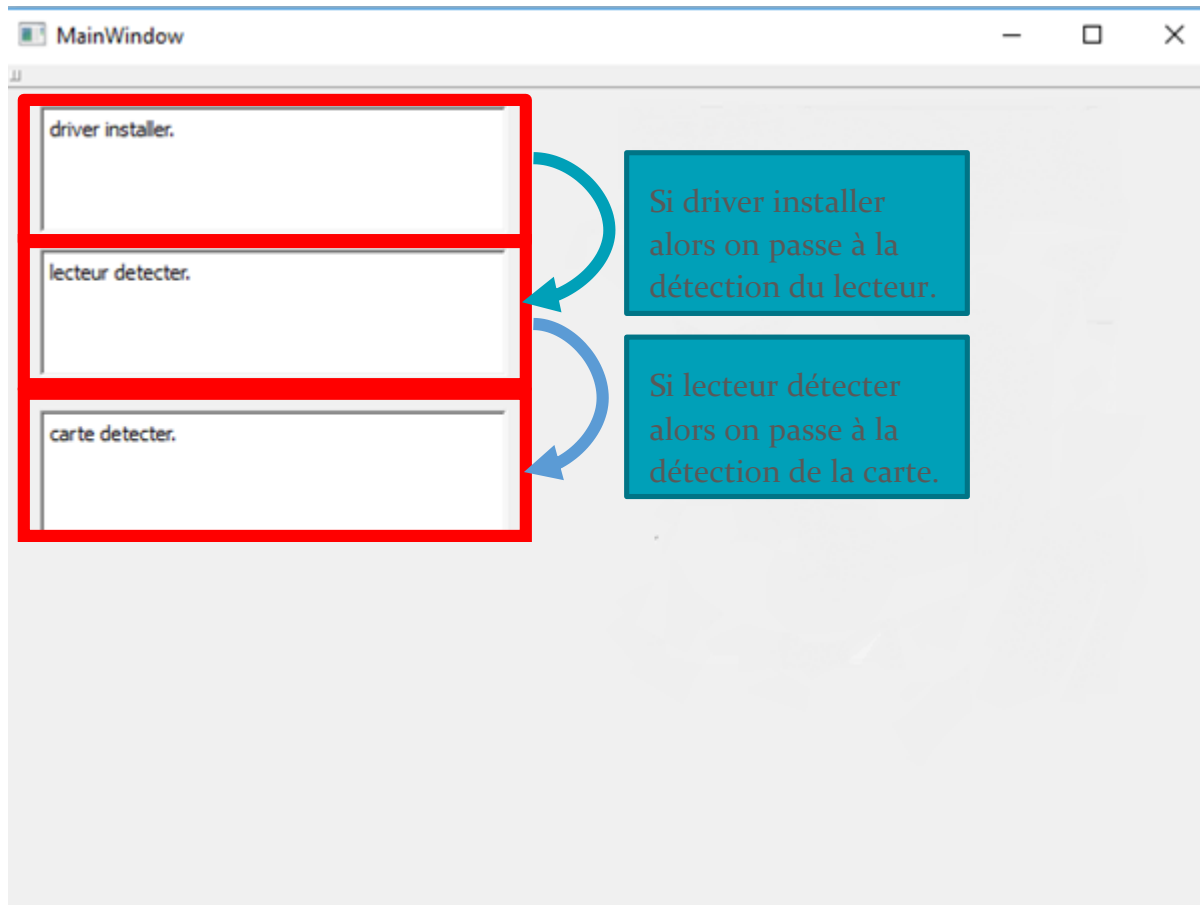 MainWindow
driver installer.
Si driver installer
alors on passe à la
détection du lecteur.
lecteur detecter.
Si lecteur détecter
alors on passe à la
détection de la carte.
carte detecter.